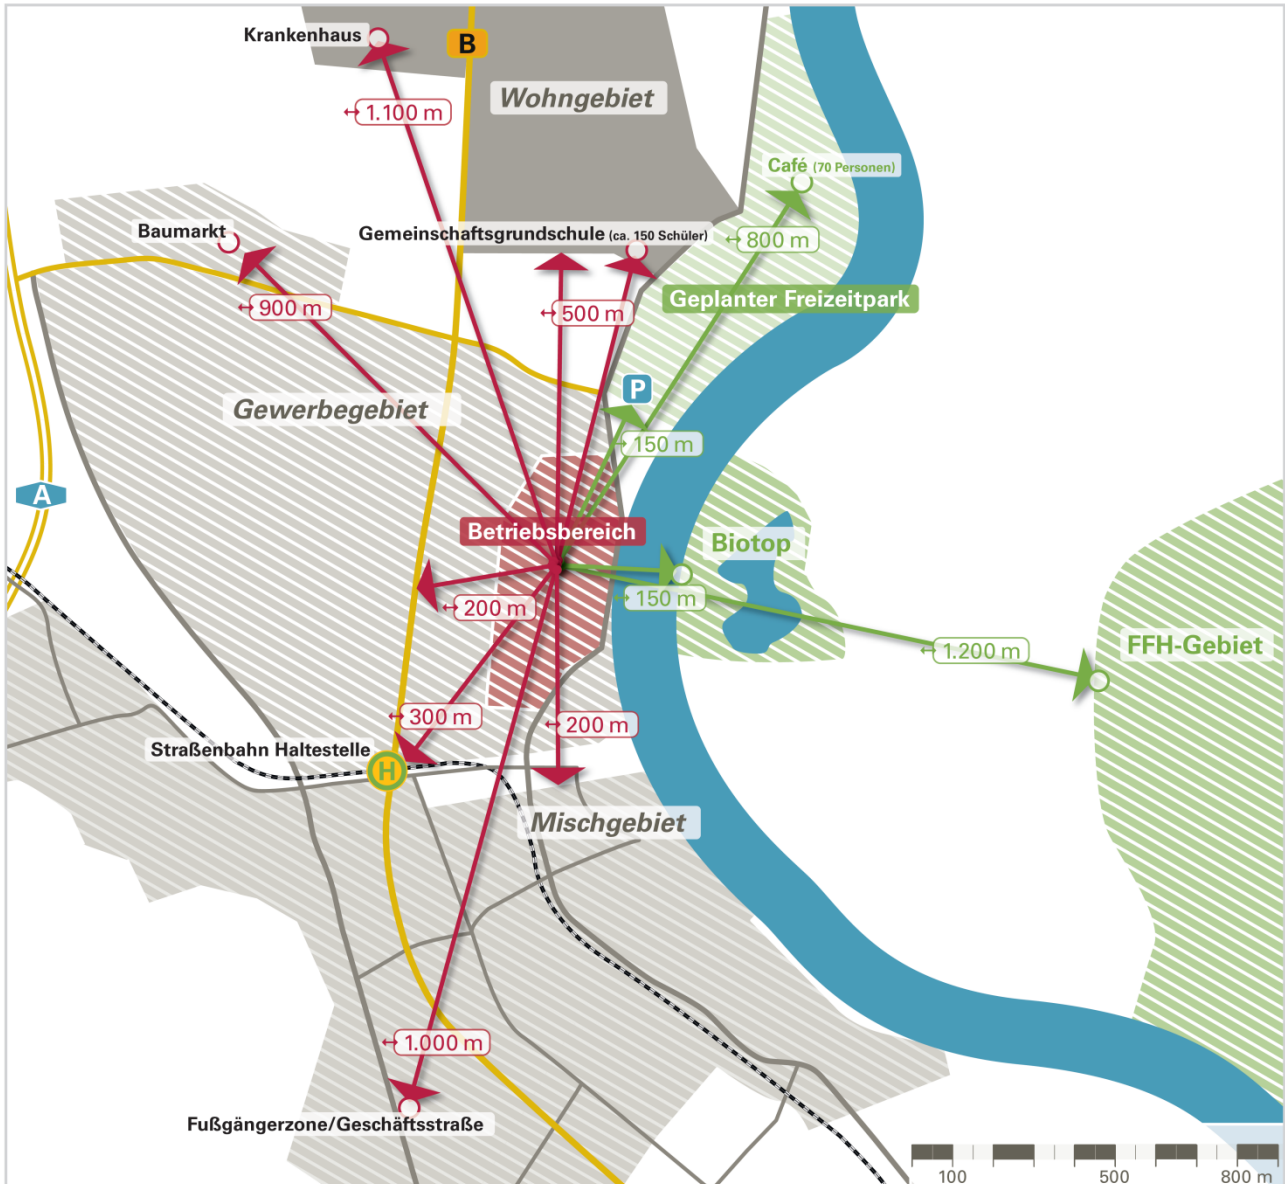 Krankenhaus
B
Wohngebiet
↔ 1.100 m
Café (70 Personen)
Baumarkt
Gemeinschaftsgrundschule (ca. 150 Schüler)
↔ 800 m
↔ 900 m
↔ 500 m
Geplanter Freizeitpark
P
Gewerbegebiet
↔ 150 m
A
Betriebsbereich
Biotop
↔ 200 m
↔ 150 m
↔ 1.200 m
FFH-Gebiet
↔ 300 m
↔ 200 m
Straßenbahn Haltestelle
H
Mischgebiet
↔ 1.000 m
Fußgängerzone/Geschäftsstraße
100 500 800 m